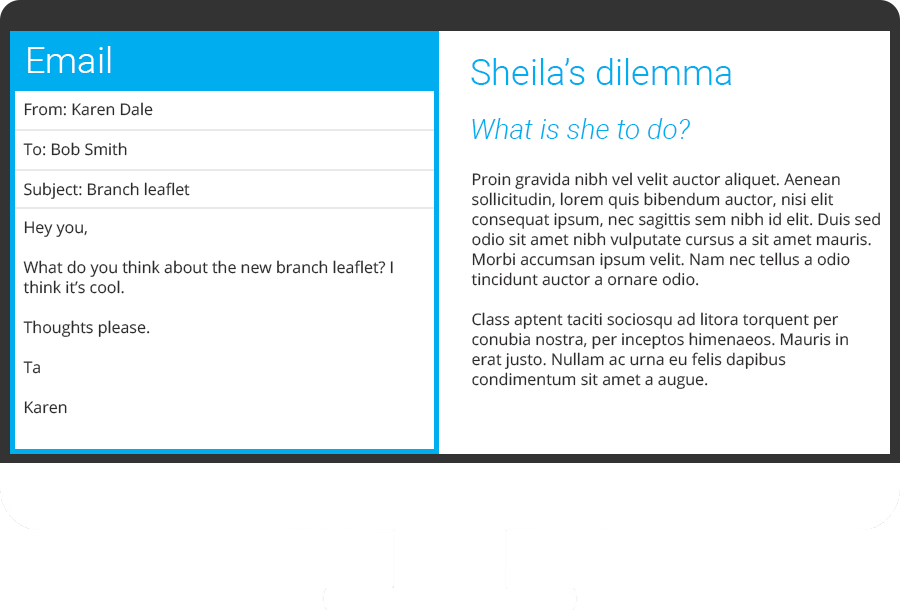 Email
From: Karen Dale
To: Bob Smith
Subject: Branch leaflet
Hey you,
What do you think about the new branch leaflet? I
think it’s cool.
Thoughts please.
Ta
Karen
Sheila’s dilemma
What is she to do?
Proin gravida nibh vel velit auctor aliquet. Aenean
sollicitudin, lorem quis bibendum auctor, nisi elit
consequat ipsum, nec sagittis sem nibh id elit. Duis sed
odio sit amet nibh vulputate cursus a sit amet mauris.
Morbi accumsan ipsum velit. Nam nec tellus a odio
tincidunt auctor a ornare odio.
Class aptent taciti sociosqu ad litora torquent per
conubia nostra, per inceptos himenaeos. Mauris in
erat justo. Nullam ac urna eu felis dapibus
condimentum sit amet a augue.